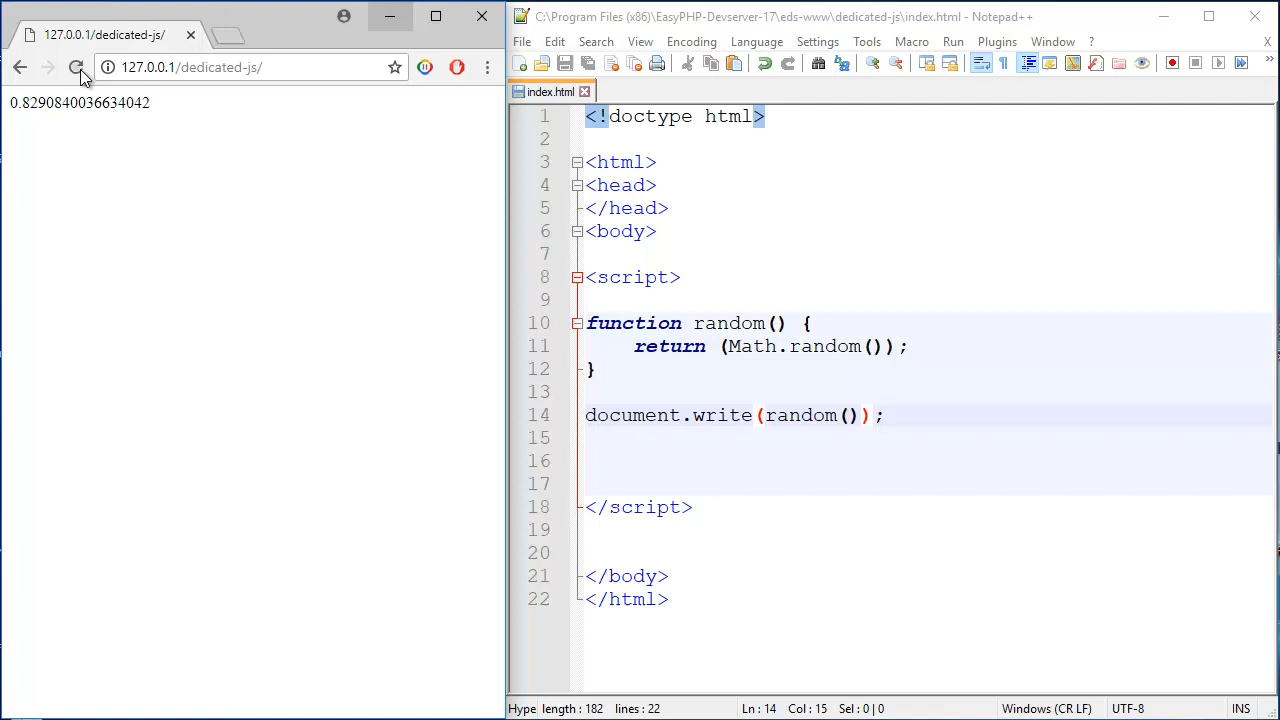 127.0.0.1/dedicated-js/
127.0.0.1/dedicated-js/
0.8290840036634042
C:\Program Files (x86)\EasyPHP-Devserver-17\eds-www\dedicated-js\index.html - Notepad++
File Edit Search View Encoding Language Settings Tools Macro Run Plugins Window ? X
index.html
1 <!doctype html>
2
3 <html>
4 <head>
5 </head>
6 <body>
7
8 <script>
9
10 function random() {
11 return (Math.random());
12 }
13
14 document.write(random());
15
16
17
18 </script>
19
20
21 </body>
22 </html>
Hype length : 182 lines : 22 Ln : 14 Col : 15 Sel : 0 | 0 Windows (CR LF) UTF-8 INS